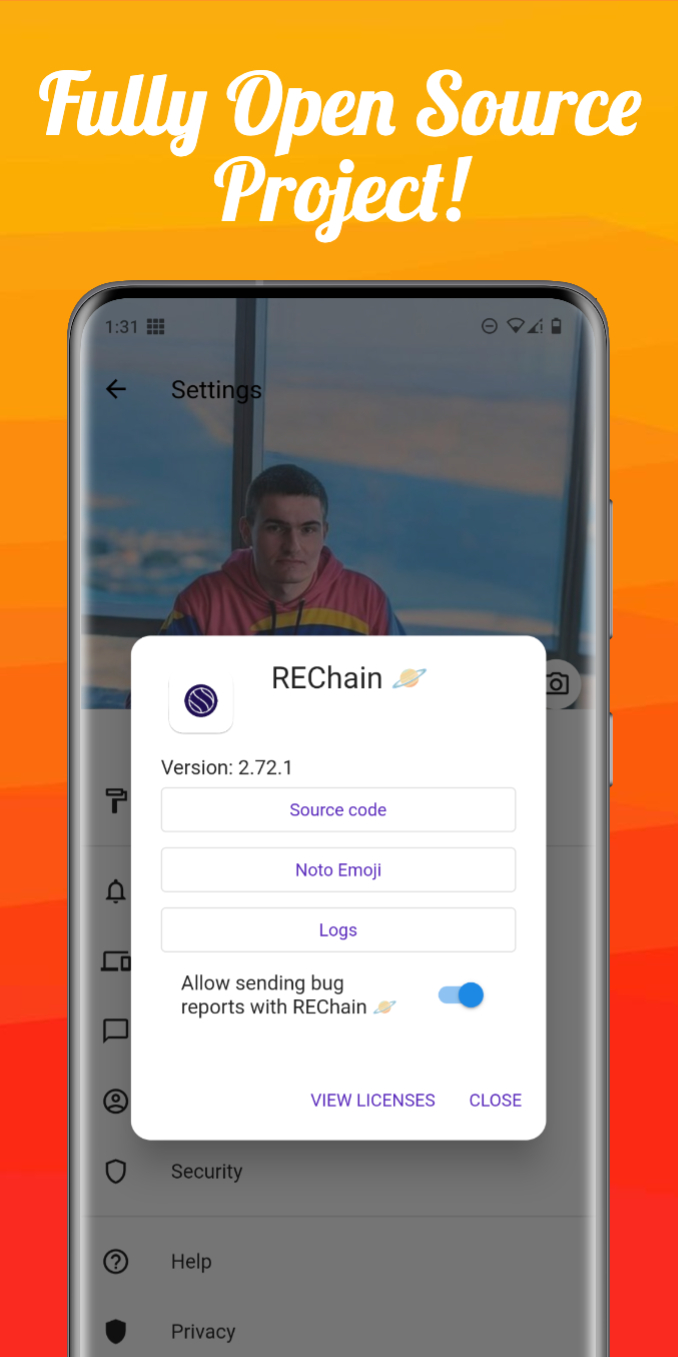 Fully Open Source
Project!
1:31
Settings
REChain 🪐
Version: 2.72.1
Source code
Noto Emoji
Logs
Allow sending bug
reports with REChain 🪐
VIEW LICENSES CLOSE
Security
Help
Privacy